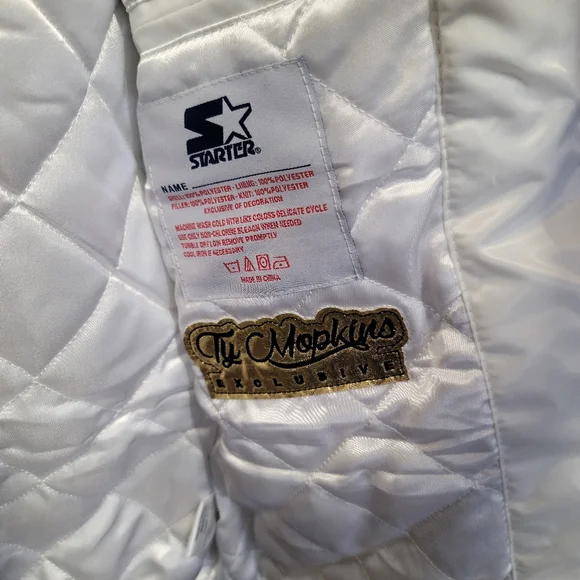 STARTER®
NAME
SHELL: 100% POLYESTER - LINING: 100% POLYESTER
FILLER: 100% POLYESTER - KNIT: 100% POLYESTER
EXCLUSIVE OF DECORATION
MACHINE WASH COLD WITH LIKE COLORS DELICATE CYCLE
USE ONLY NON-CHLORINE BLEACH WHEN NEEDED
TUMBLE DRY LOW REMOVE PROMPTLY
COOL IRON IF NECESSARY
MADE IN CHINA
Ty Mopkins
EXCLUSIVE